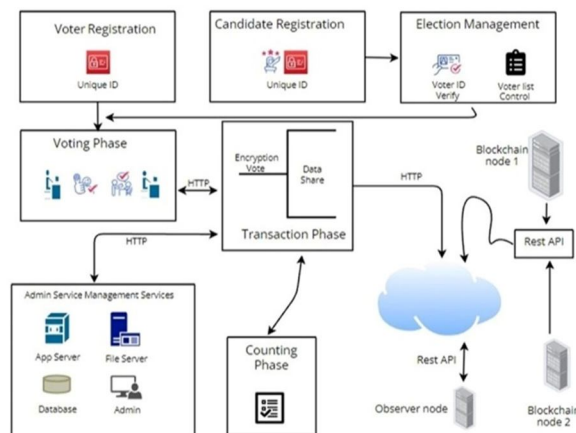 Voter Registration
Unique ID
Candidate Registration
Unique ID
Election Management
Voter ID
Verify
Voter list
Control
Voting Phase
HTTP
Encryption
Vote
Data
Share
Transaction Phase
HTTP
HTTP
Blockchain
node 1
Rest API
Admin Service Management Services
App Server
File Server
Database
Admin
Counting
Phase
Rest API
Observer node
Blockchain
node 2